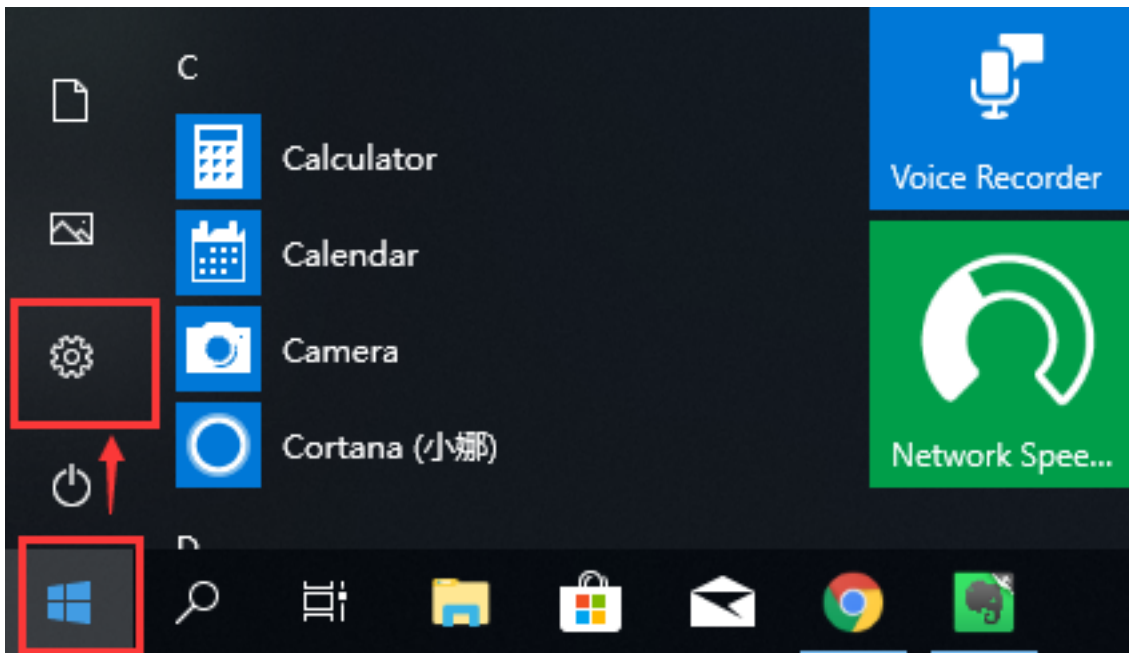 C
Calculator
Calendar
Camera
Cortana (小娜)
D
Voice Recorder
Network Spee...